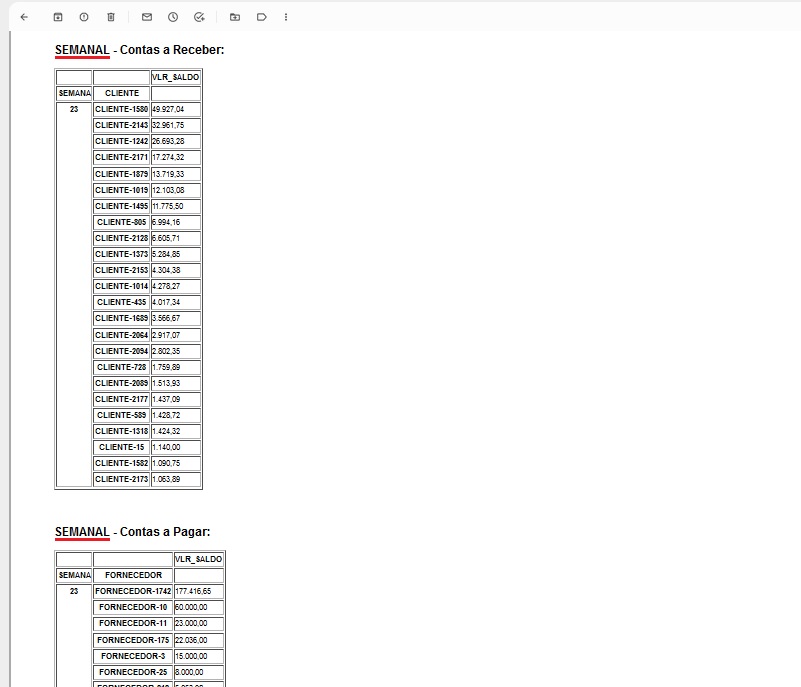 SEMANAL - Contas a Receber:
VLR_SALDO
SEMANA CLIENTE
23 CLIENTE-1580 49.927,04
CLIENTE-2143 32.961,75
CLIENTE-1242 26.693,28
CLIENTE-2171 17.274,32
CLIENTE-1879 13.719,33
CLIENTE-1019 12.103,08
CLIENTE-1495 11.775,50
CLIENTE-805 6.994,16
CLIENTE-2128 6.605,71
CLIENTE-1373 5.284,85
CLIENTE-2153 4.304,38
CLIENTE-1014 4.278,27
CLIENTE-435 4.017,34
CLIENTE-1689 3.566,67
CLIENTE-2064 2.917,07
CLIENTE-2094 2.802,35
CLIENTE-728 1.759,89
CLIENTE-2089 1.513,93
CLIENTE-2177 1.437,09
CLIENTE-589 1.428,72
CLIENTE-1318 1.424,32
CLIENTE-15 1.140,00
CLIENTE-1582 1.090,75
CLIENTE-2173 1.063,89
SEMANAL - Contas a Pagar:
VLR_SALDO
SEMANA FORNECEDOR
23 FORNECEDOR-1742 177.416,65
FORNECEDOR-10 60.000,00
FORNECEDOR-11 23.000,00
FORNECEDOR-175 22.036,00
FORNECEDOR-3 15.000,00
FORNECEDOR-25 8.000,00